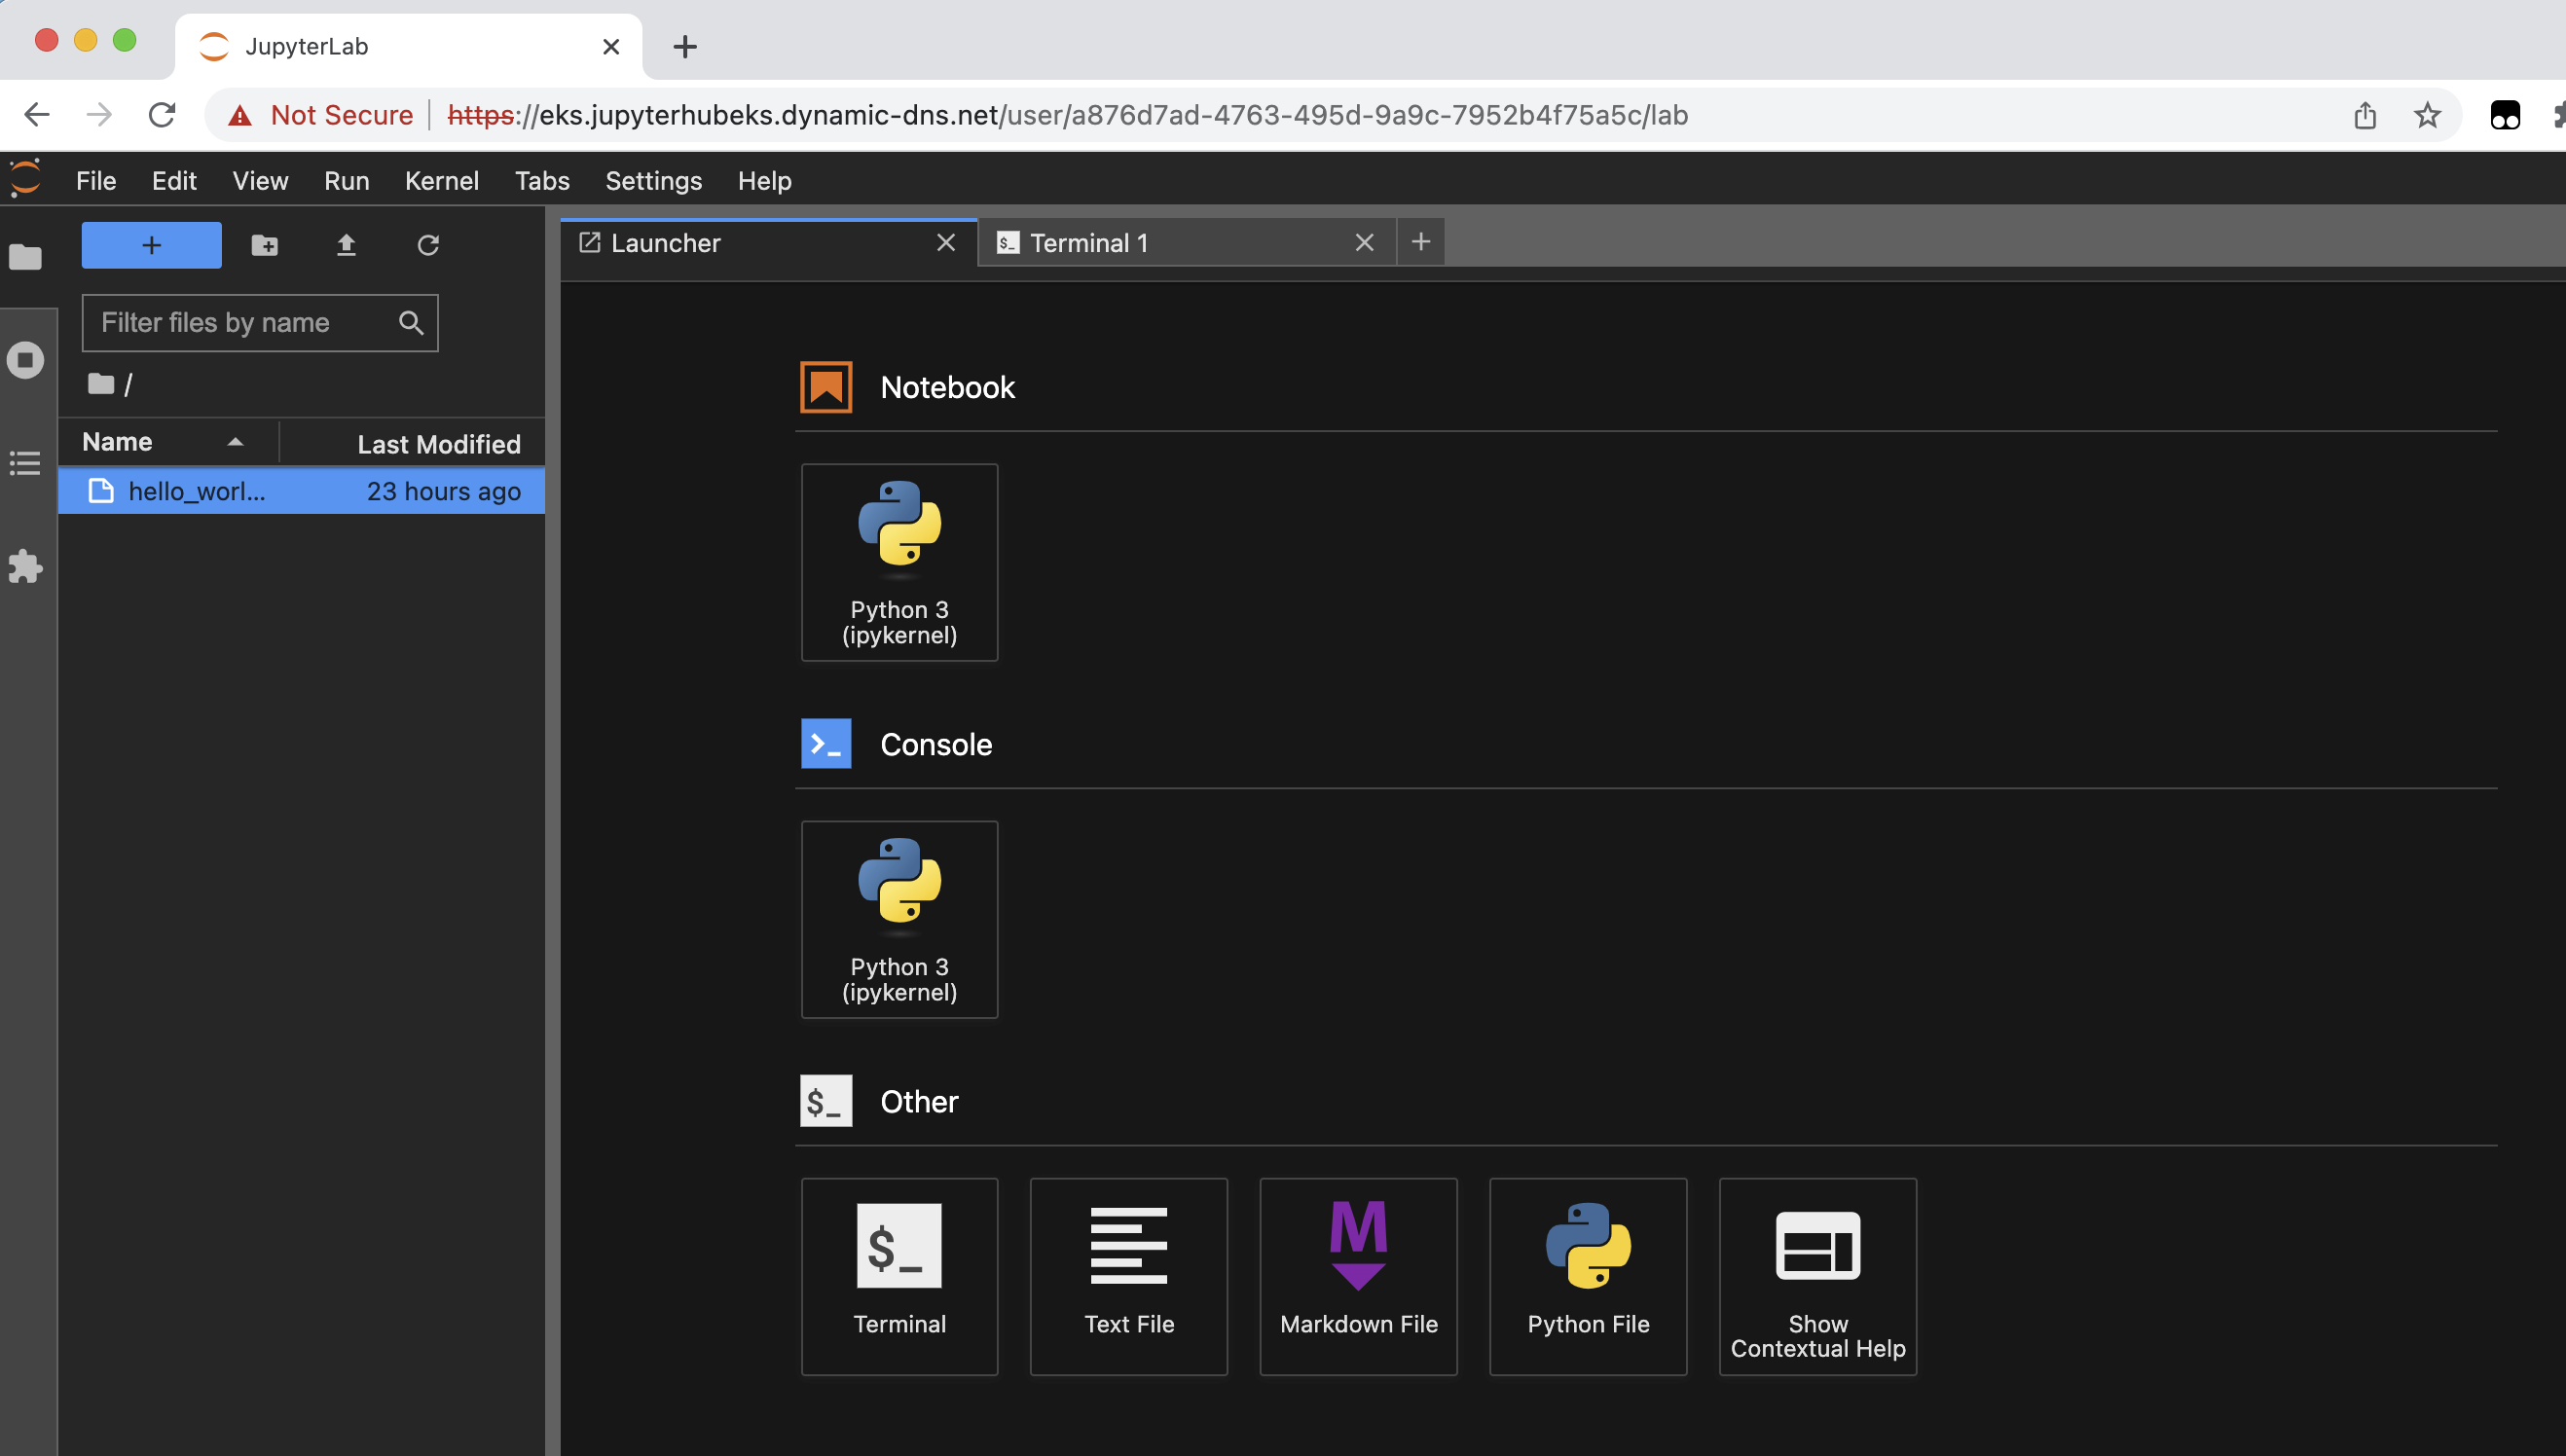 JupyterLab
Not Secure
https://eks.jupyterhubeks.dynamic-dns.net/user/a876d7ad-4763-495d-9a9c-7952b4f75a5c/lab
File Edit View Run Kernel Tabs Settings Help
+
Launcher
$_ Terminal 1
Filter files by name
/
Name Last Modified
hello_worl... 23 hours ago
Notebook
Python 3
(ipykernel)
>_ Console
Python 3
(ipykernel)
$_ Other
$_
Terminal
Text File
M
Markdown File
Python File
Show
Contextual Help